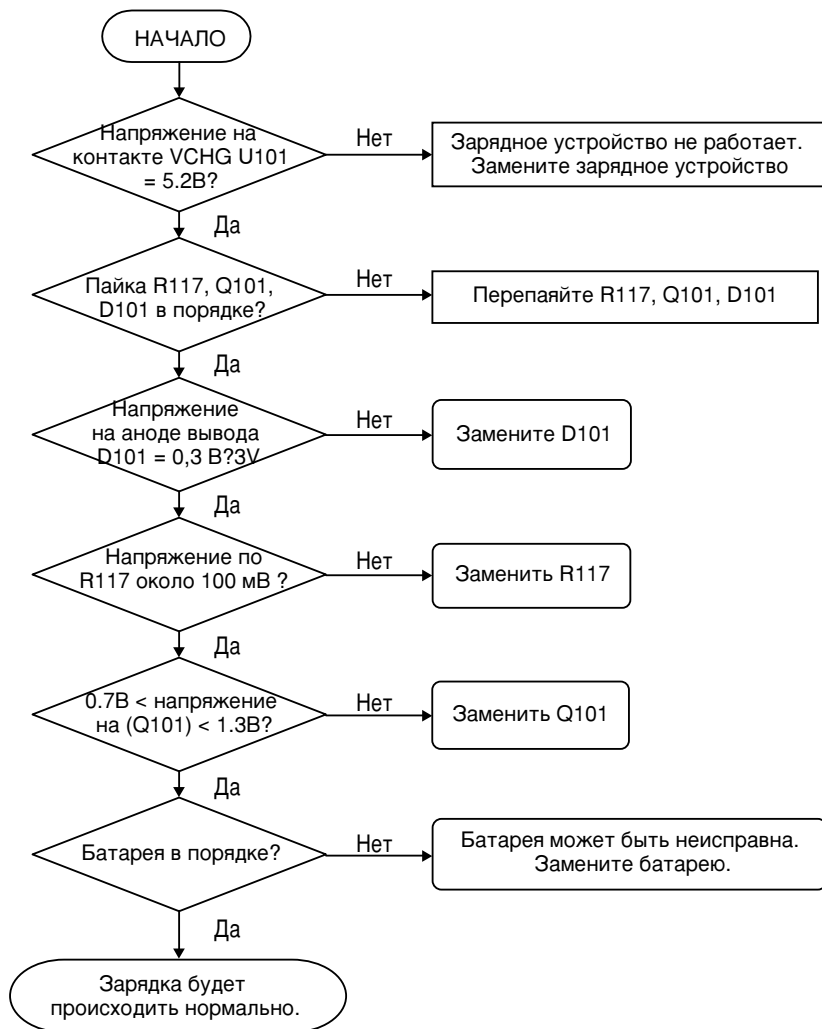 НАЧАЛО
Напряжение на
контакте VCHG U101
= 5.2В?
Нет
Зарядное устройство не работает.
Замените зарядное устройство
Да
Пайка R117, Q101,
D101 в порядке?
Нет
Перепаяйте R117, Q101, D101
Да
Напряжение
на аноде вывода
D101 = 0,3 В?3V
Нет
Замените D101
Да
Напряжение по
R117 около 100 мВ ?
Нет
Заменить R117
Да
0.7В < напряжение
на (Q101) < 1.3В?
Нет
Заменить Q101
Да
Батарея в порядке?
Нет
Батарея может быть неисправна.
Замените батарею.
Да
Зарядка будет
происходить нормально.